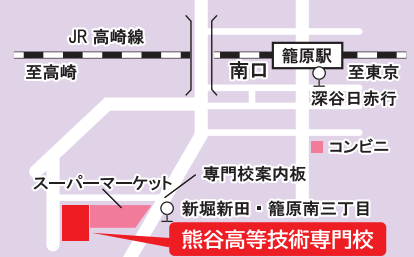 JR 高崎線
籠原駅
至高崎
南口
至東京
深谷日赤行
コンビニ
専門校案内板
スーパーマーケット
新堀新田・籠原南三丁目
熊谷高等技術専門校